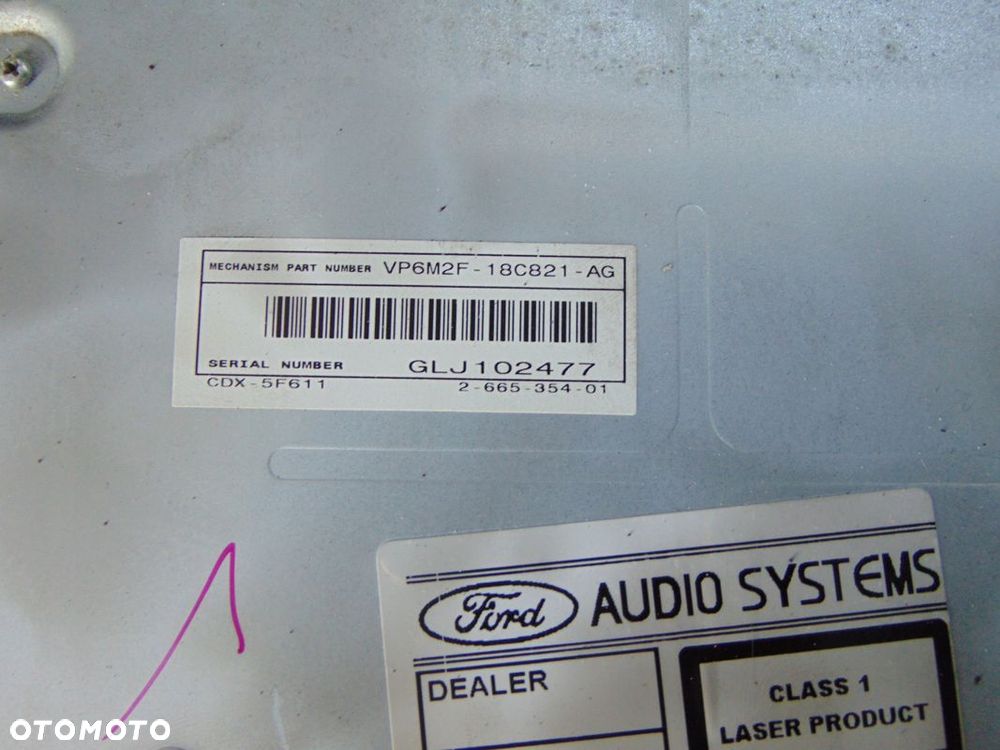 MECHANISM PART NUMBER VP6M2F-18C821-AG
SERIAL NUMBER GLJ102477
CDX-5F611 2-665-354-01
Ford AUDIO SYSTEMS
DEALER
CLASS 1
LASER PRODUCT
OTOMOTO